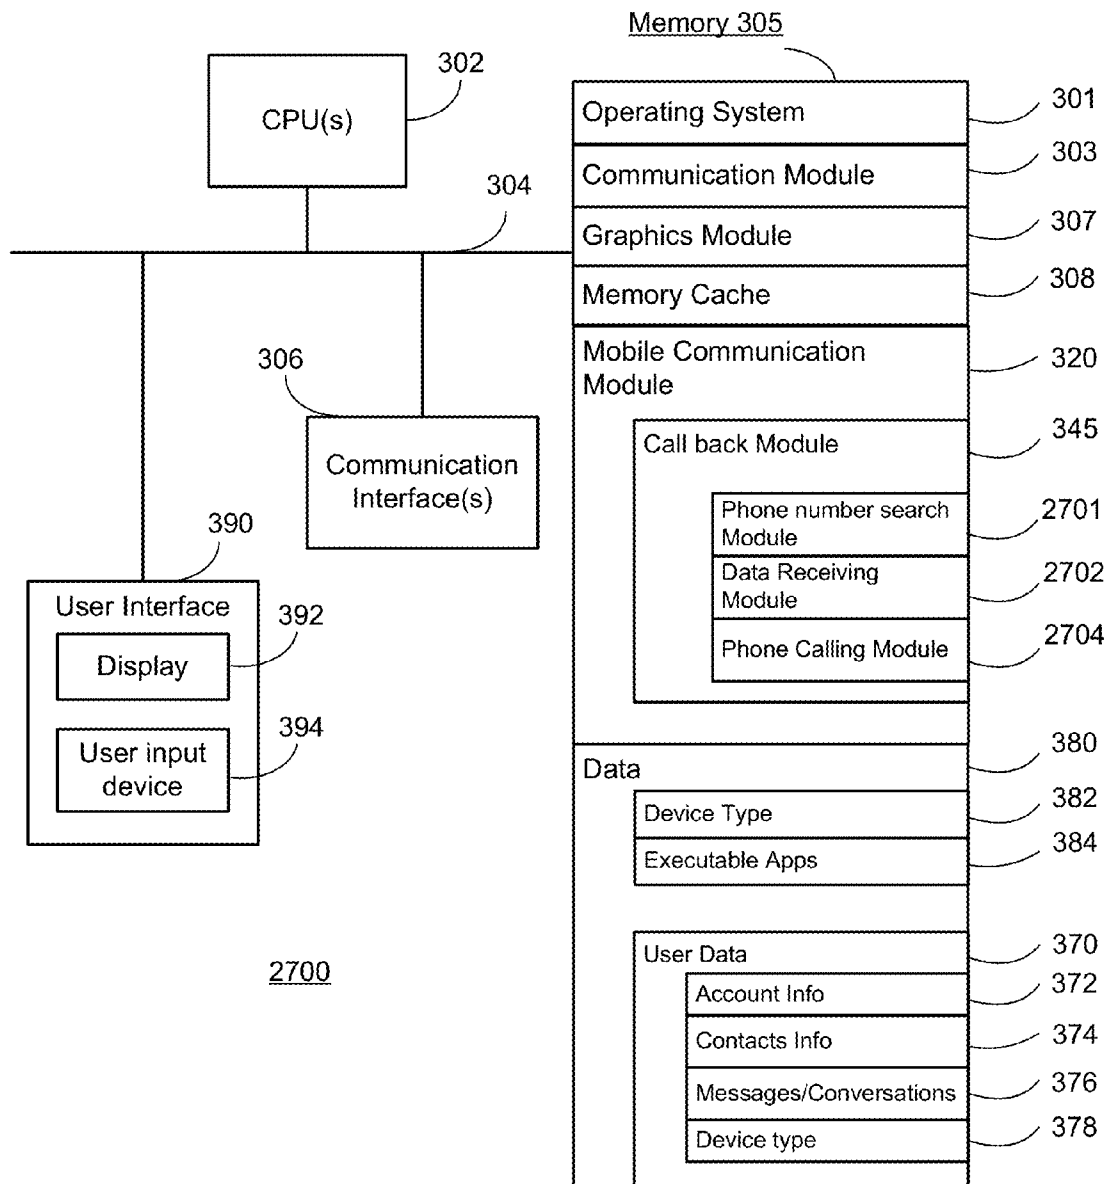 Memory 305
302
CPU(s)
304
306
Communication
Interface(s)
390
User Interface
392
Display
394
User input
device
2700
Operating System
301
Communication Module
303
Graphics Module
307
Memory Cache
308
Mobile Communication
Module
320
Call back Module
345
Phone number search
Module
2701
Data Receiving
Module
2702
Phone Calling Module
2704
Data
380
Device Type
382
Executable Apps
384
User Data
370
Account Info
372
Contacts Info
374
Messages/Conversations
376
Device type
378